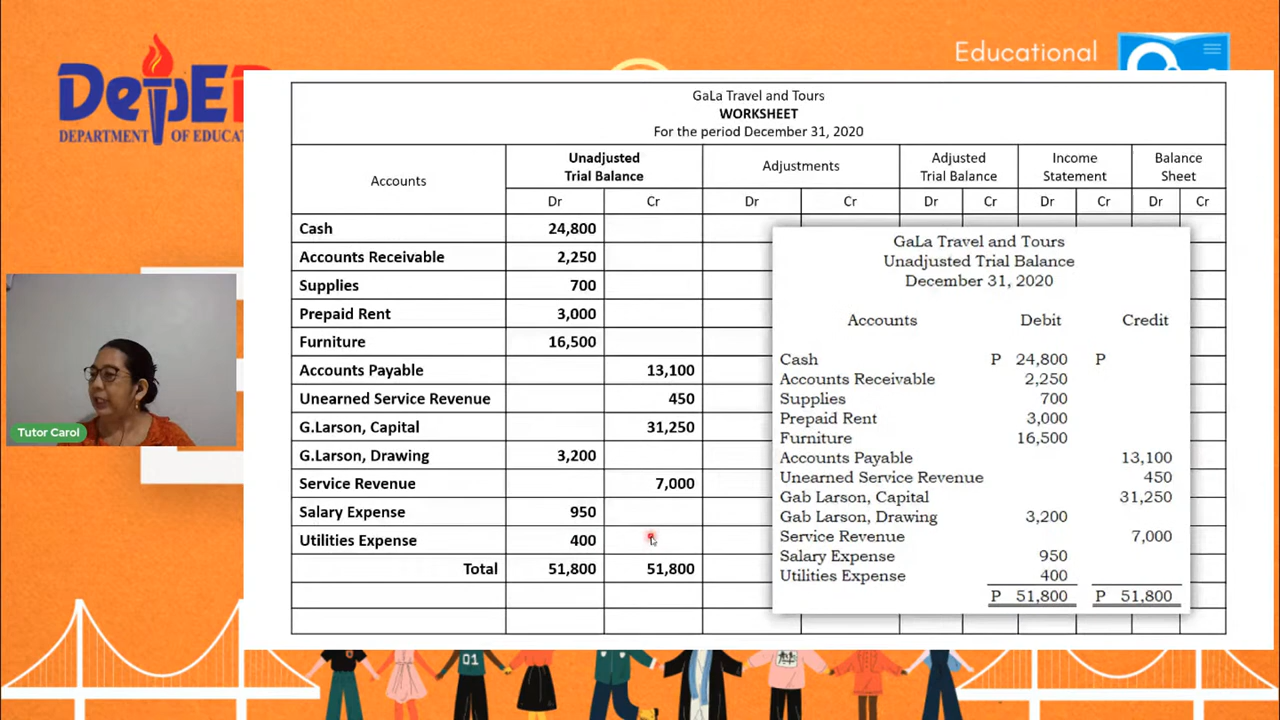 Educational
DepE
DEPARTMENT OF EDUCA
GaLa Travel and Tours
WORKSHEET
For the period December 31, 2020
Accounts
Unadjusted
Trial Balance
Adjustments
Adjusted
Trial Balance
Income
Statement
Balance
Sheet
Dr Cr Dr Cr Dr Cr Dr Cr Dr Cr
Cash 24,800
Accounts Receivable 2,250
Supplies 700
Prepaid Rent 3,000
Furniture 16,500
Accounts Payable 13,100
Unearned Service Revenue 450
G.Larson, Capital 31,250
G.Larson, Drawing 3,200
Service Revenue 7,000
Salary Expense 950
Utilities Expense 400
Total 51,800 51,800
GaLa Travel and Tours
Unadjusted Trial Balance
December 31, 2020
Accounts Debit Credit
Cash P 24,800 P
Accounts Receivable 2,250
Supplies 700
Prepaid Rent 3,000
Furniture 16,500
Accounts Payable 13,100
Unearned Service Revenue 450
Gab Larson, Capital 31,250
Gab Larson, Drawing 3,200
Service Revenue 7,000
Salary Expense 950
Utilities Expense 400
P 51,800 P 51,800
Tutor Carol
01